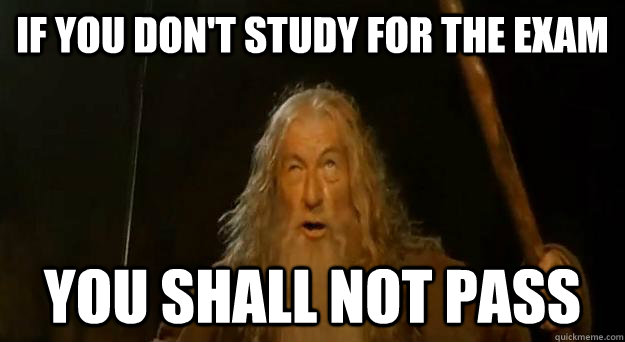 IF YOU DON'T STUDY FOR THE EXAM
YOU SHALL NOT PASS
quickmeme.com